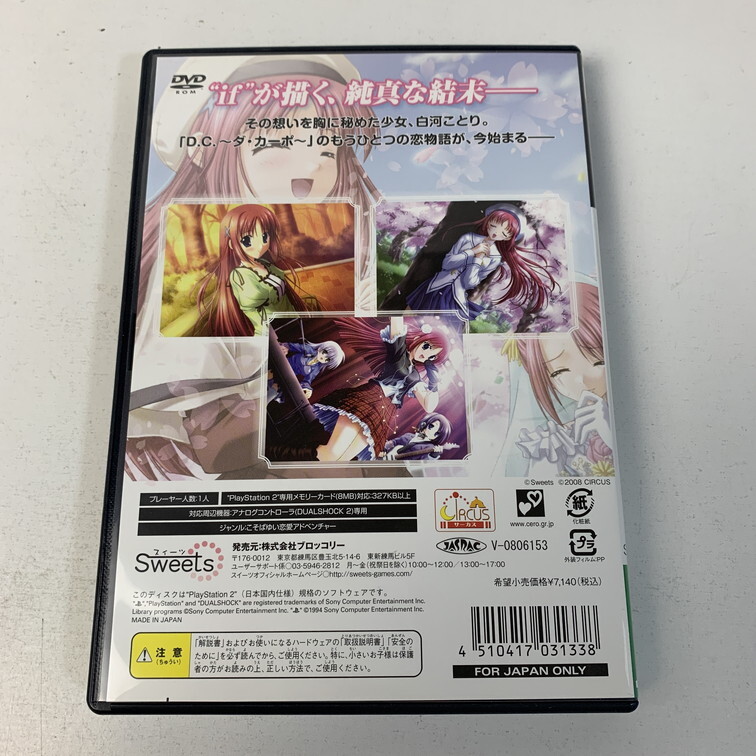 DVD
ROM
“if”が描く、純真な結末――
その想いを胸に秘めた少女、白河ことり。
「D.C.〜ダ・カーポ〜」のもうひとつの恋物語が、今始まる――
©Sweets ©2008 CIRCUS
プレーヤー人数:1人
"PlayStation 2"専用メモリーカード(8MB)対応:327KB以上
対応周辺機器:アナログコントローラ(DUALSHOCK 2)専用
ジャンル:こそばゆい恋愛アドベンチャー
CIRCUS
サーカス
www.cero.gr.jp
紙
化粧紙
スイーツ
Sweets
発売元:株式会社ブロッコリー
〒176-0012 東京都練馬区豊玉北5-14-6 東新練馬ビル5F
ユーザーサポート係◎03-5946-2812 月〜金(祝祭日を除く)10:00〜12:00/13:00〜17:00
スイーツオフィシャルホームページ◎http://sweets-games.com/
JASRAC
V-0806153
プラ
外装フィルム:PP
希望小売価格¥7,140(税込)
このディスクは"PlayStation 2"(日本国内仕様)規格のソフトウェアです。
"PlayStation" and "DUALSHOCK" are registered trademarks of Sony Computer Entertainment Inc.
Library programs ©Sony Computer Entertainment Inc. ©1994 Sony Computer Entertainment Inc.
MADE IN JAPAN
注意
(ちゅうい)
「解説書」およびお使いになるハードウェアの「取扱説明書」「安全の
ために」を必ず読んでから、ご使用ください。特に、小さいお子様は保護
者の方がお読みの上、正しい方法で、ご使用ください。
4 510417 031338
FOR JAPAN ONLY